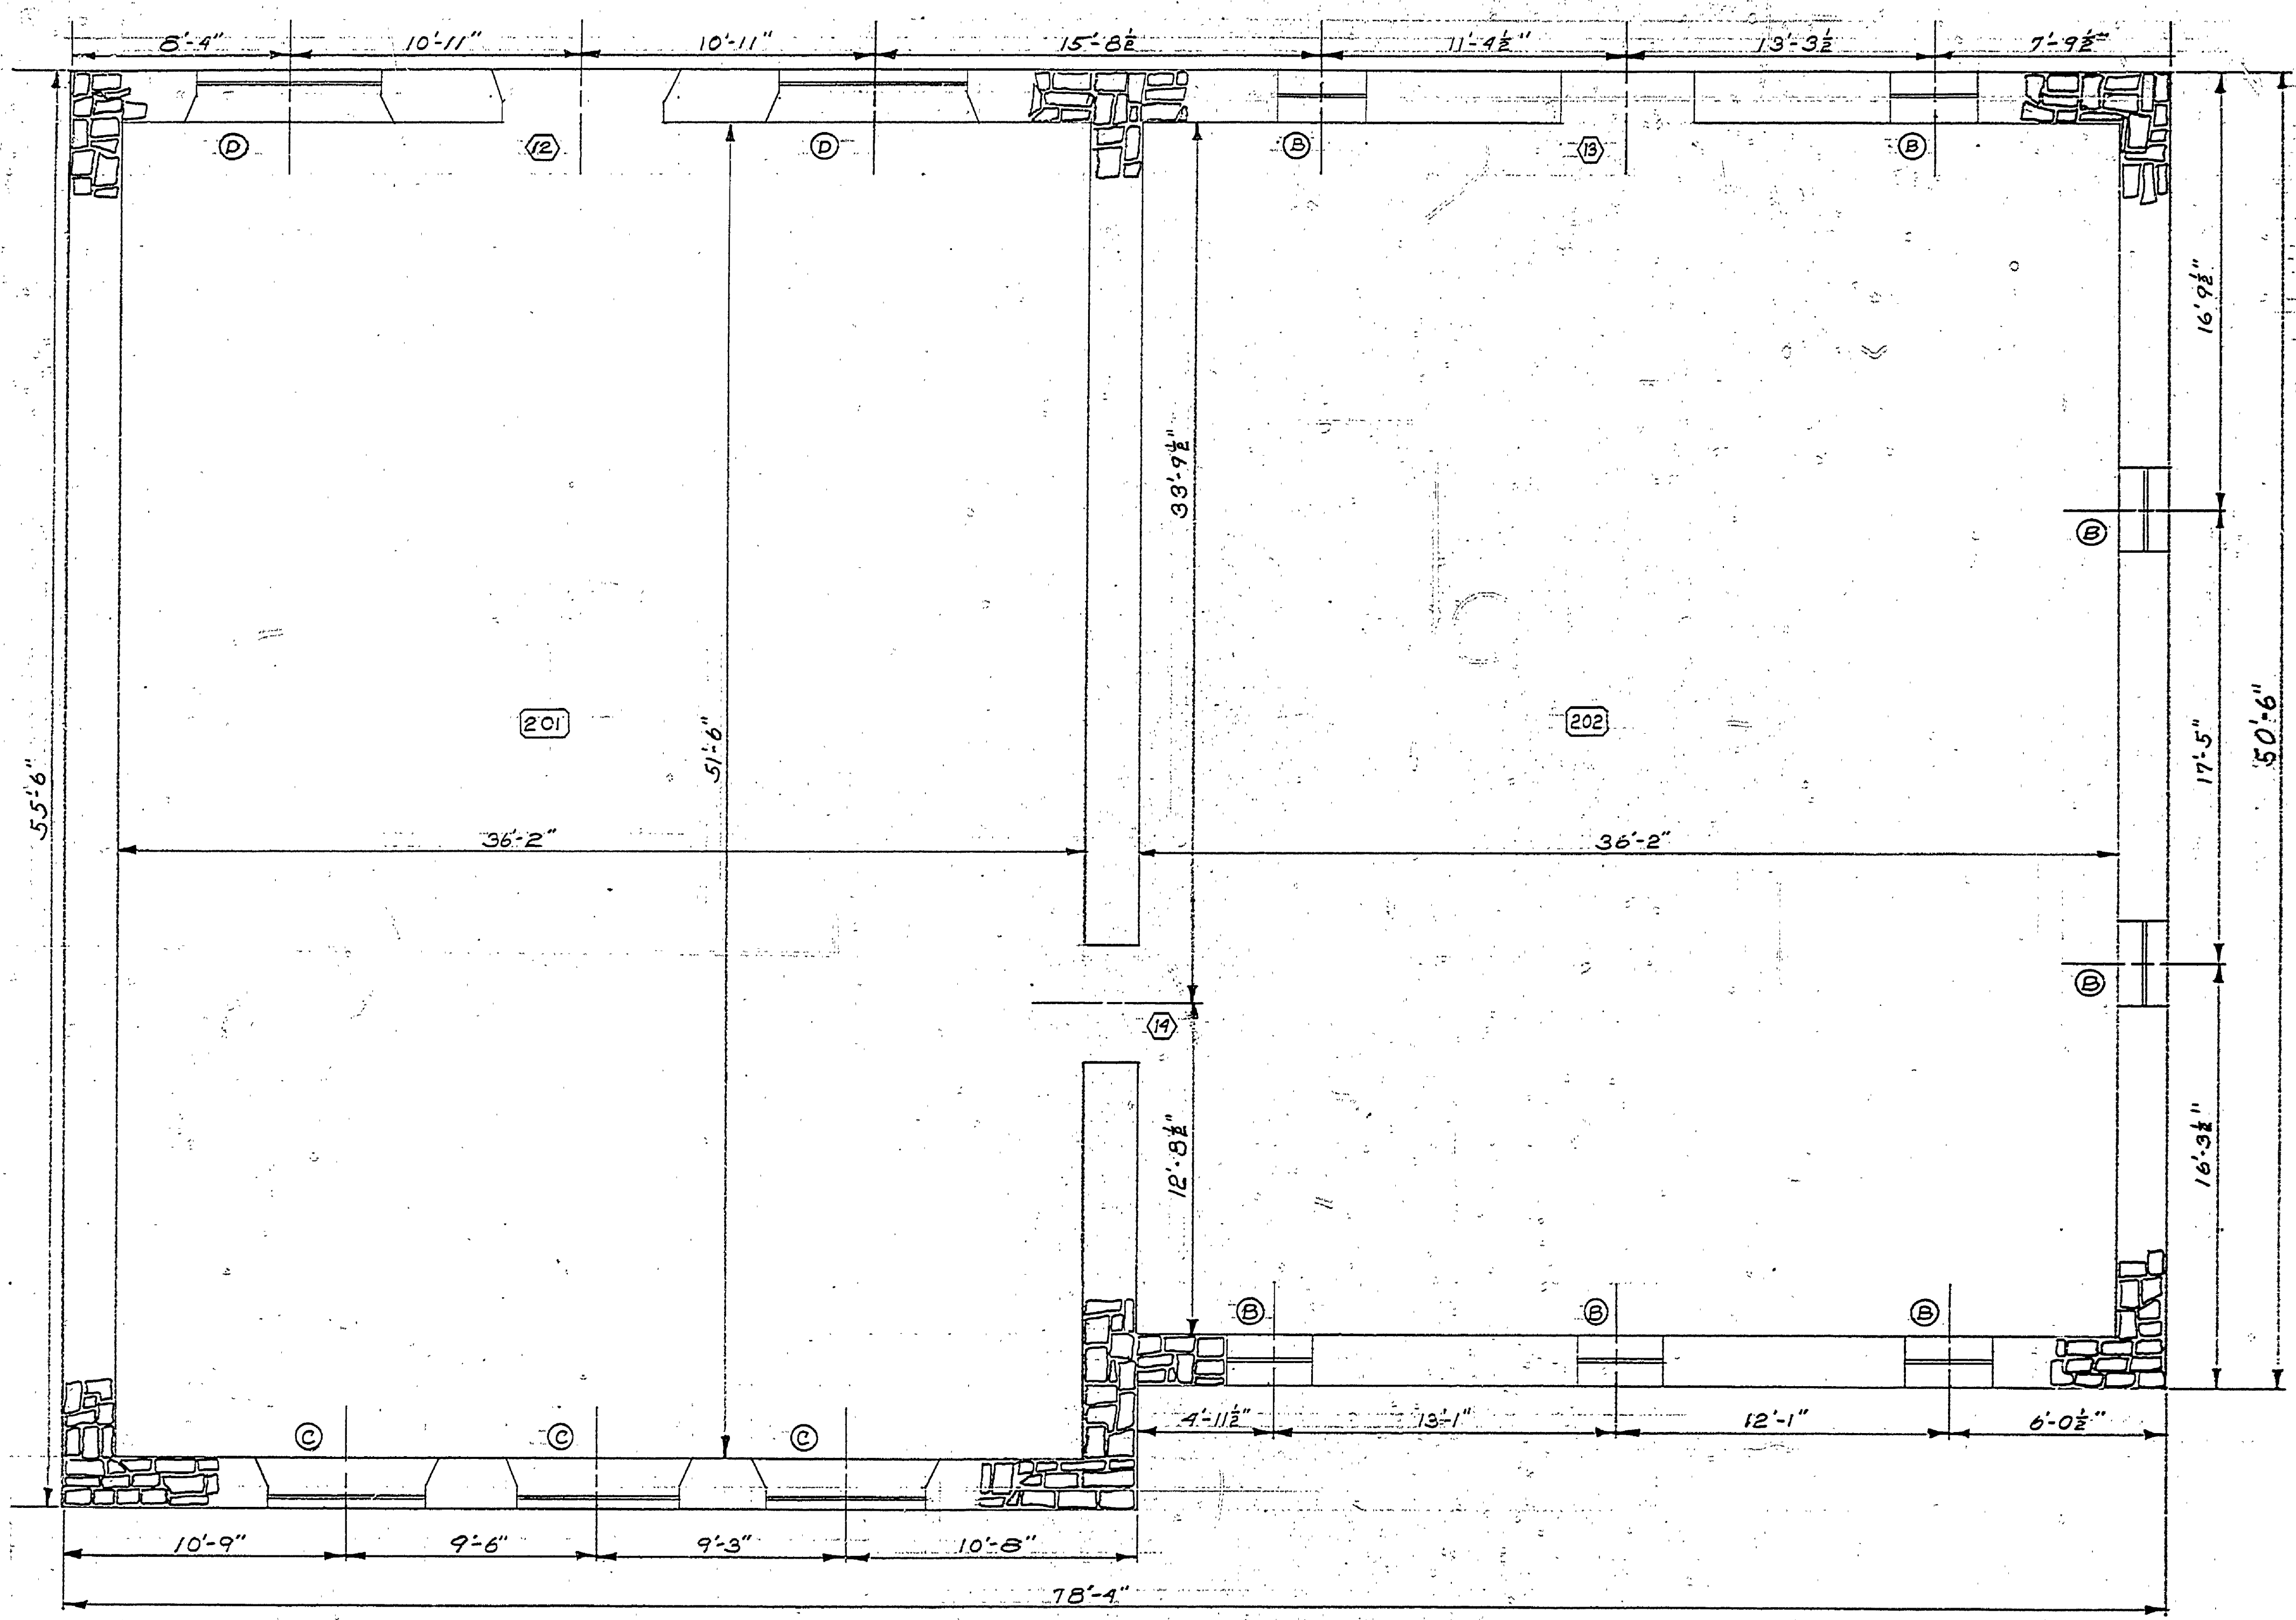 8'-4" 10'-11" 10'-11" 15'-8½ 11'-4½" 13'-3½ 7'-9½"
D 12 D B 13 B
16' 9½"
33'-9½"
B
201 51'-6" 202 17'-5" 50'-6"
55'-6"
36'-2" 36'-2"
B
14
12'-8½" 16'-3½"
B B B
4'-11½" 13'-1" 12'-1" 6'-0½"
C C C
10'-9" 9'-6" 9'-3" 10'-8"
78'-4"